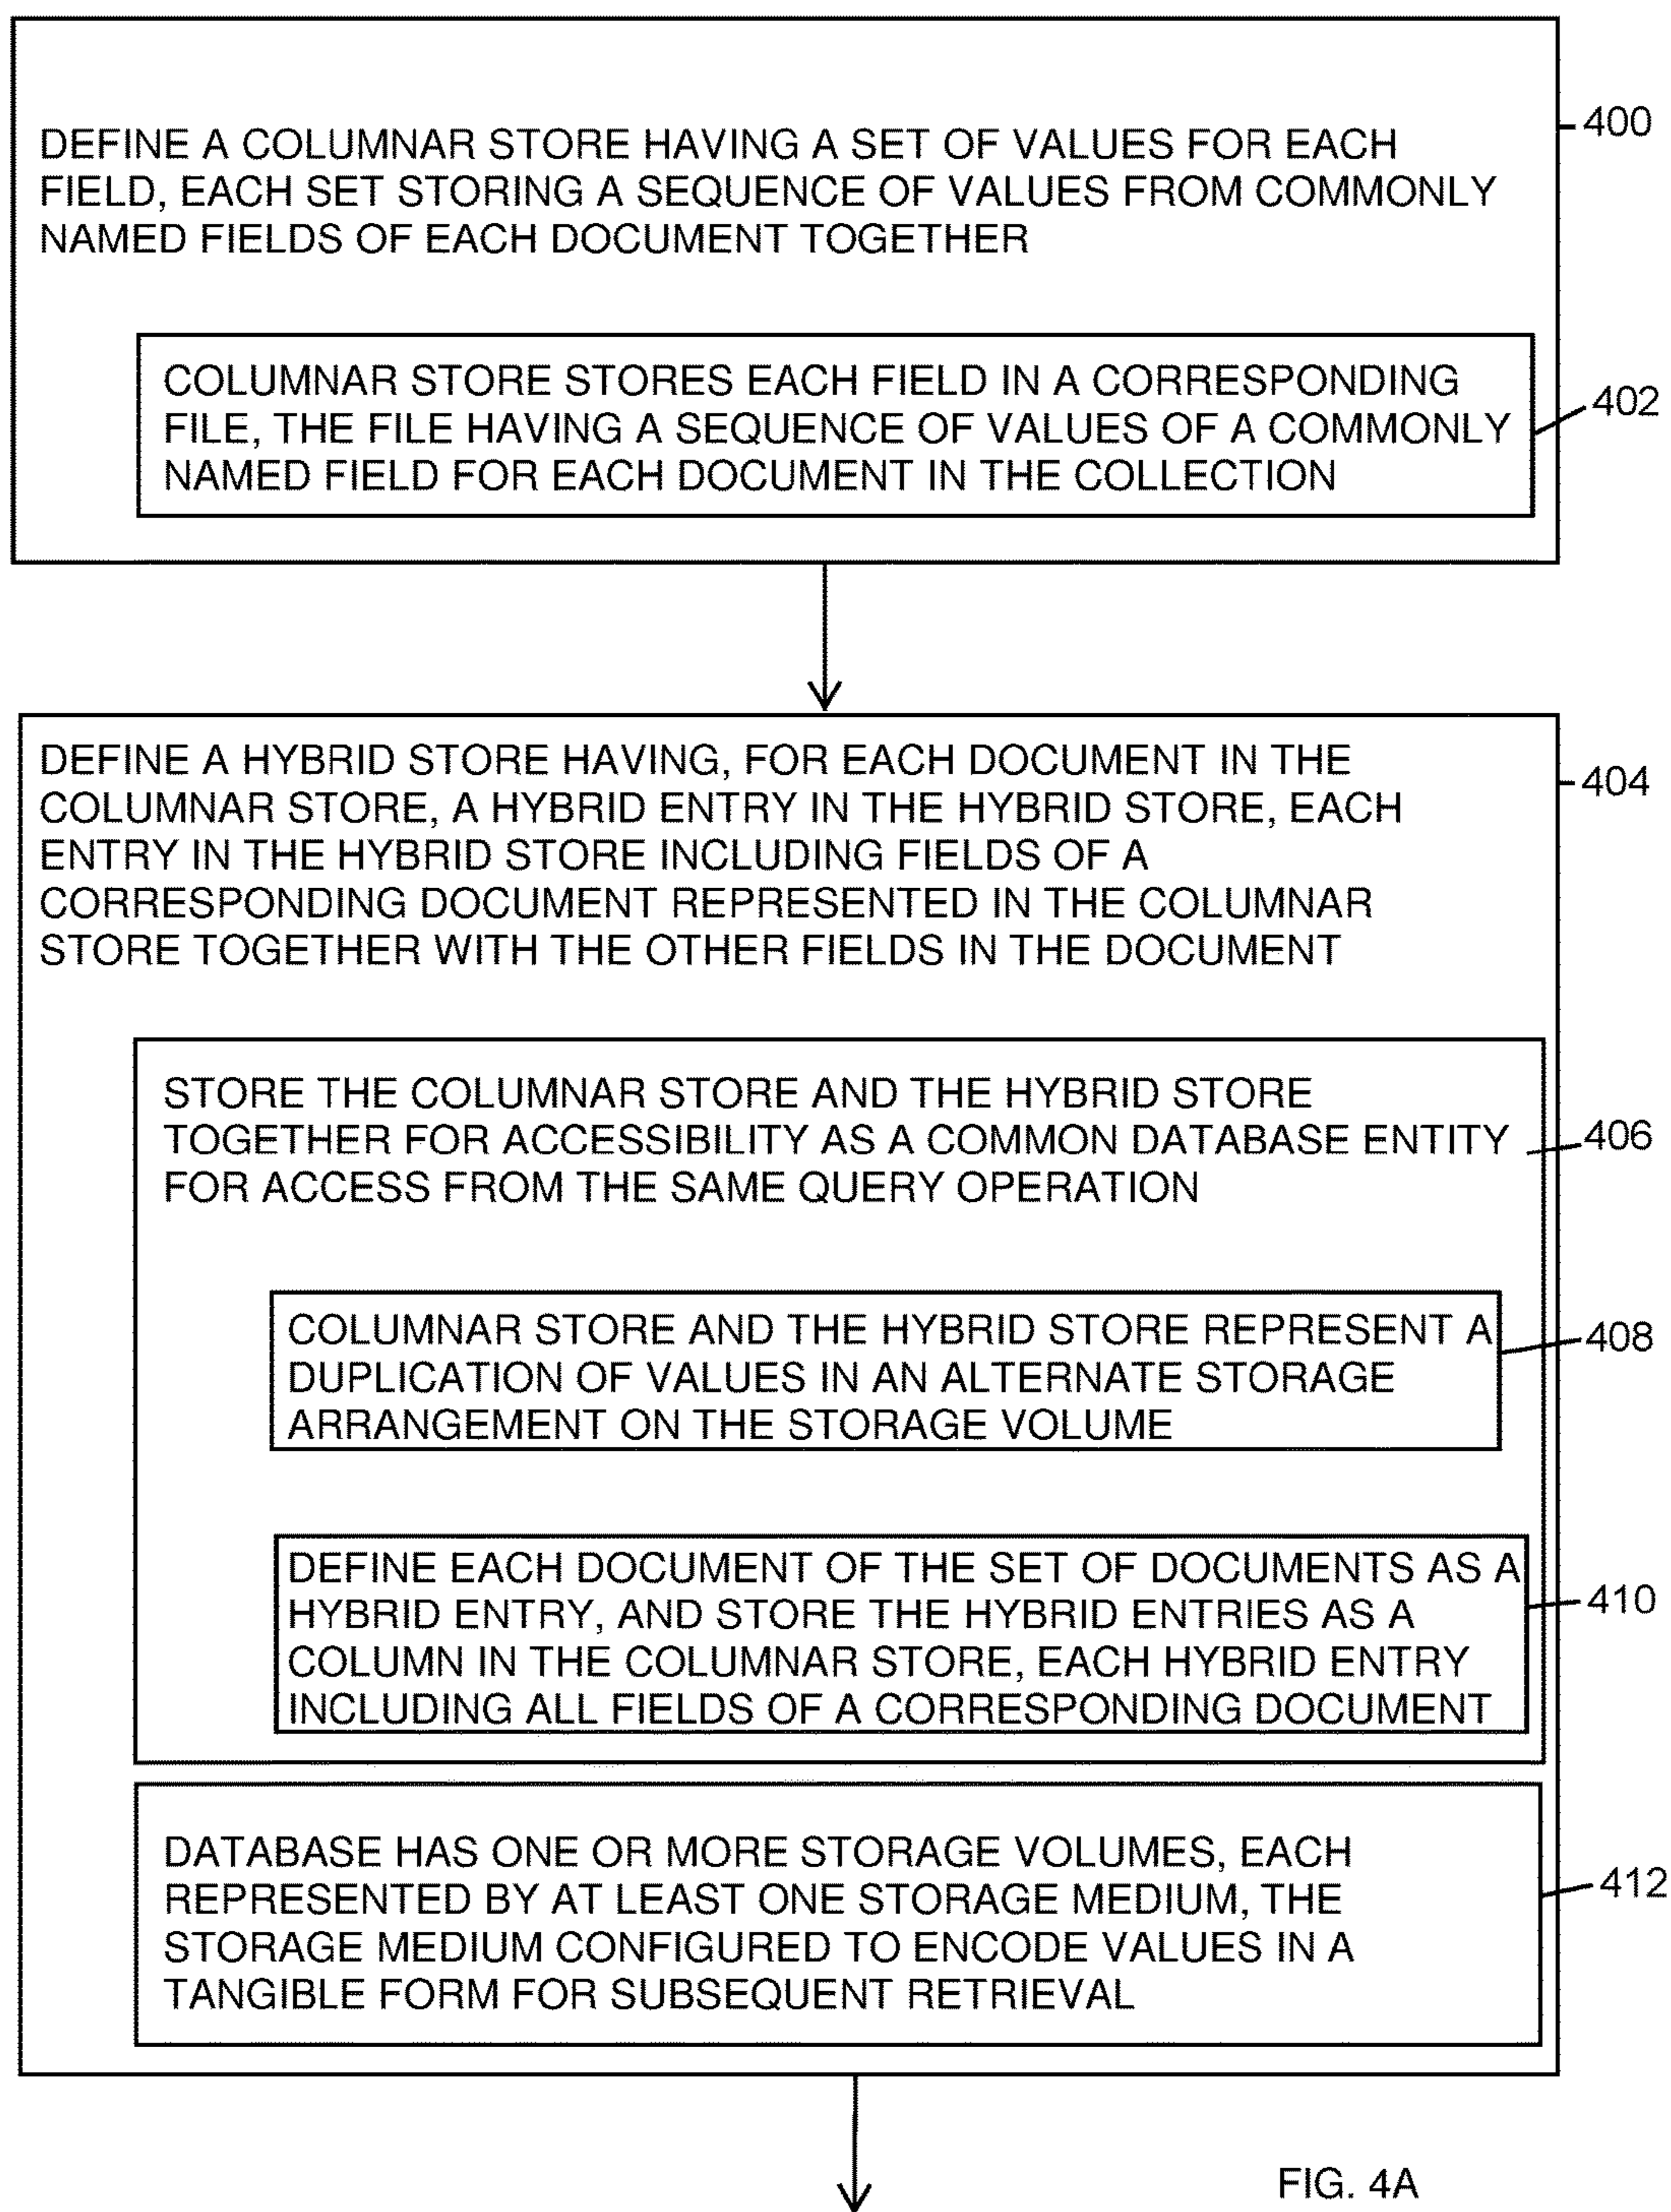 DEFINE A COLUMNAR STORE HAVING A SET OF VALUES FOR EACH
FIELD, EACH SET STORING A SEQUENCE OF VALUES FROM COMMONLY
NAMED FIELDS OF EACH DOCUMENT TOGETHER
400
COLUMNAR STORE STORES EACH FIELD IN A CORRESPONDING
FILE, THE FILE HAVING A SEQUENCE OF VALUES OF A COMMONLY
NAMED FIELD FOR EACH DOCUMENT IN THE COLLECTION
402
DEFINE A HYBRID STORE HAVING, FOR EACH DOCUMENT IN THE
COLUMNAR STORE, A HYBRID ENTRY IN THE HYBRID STORE, EACH
ENTRY IN THE HYBRID STORE INCLUDING FIELDS OF A
CORRESPONDING DOCUMENT REPRESENTED IN THE COLUMNAR
STORE TOGETHER WITH THE OTHER FIELDS IN THE DOCUMENT
404
STORE THE COLUMNAR STORE AND THE HYBRID STORE
TOGETHER FOR ACCESSIBILITY AS A COMMON DATABASE ENTITY
FOR ACCESS FROM THE SAME QUERY OPERATION
406
COLUMNAR STORE AND THE HYBRID STORE REPRESENT A
DUPLICATION OF VALUES IN AN ALTERNATE STORAGE
ARRANGEMENT ON THE STORAGE VOLUME
408
DEFINE EACH DOCUMENT OF THE SET OF DOCUMENTS AS A
HYBRID ENTRY, AND STORE THE HYBRID ENTRIES AS A
COLUMN IN THE COLUMNAR STORE, EACH HYBRID ENTRY
INCLUDING ALL FIELDS OF A CORRESPONDING DOCUMENT
410
DATABASE HAS ONE OR MORE STORAGE VOLUMES, EACH
REPRESENTED BY AT LEAST ONE STORAGE MEDIUM, THE
STORAGE MEDIUM CONFIGURED TO ENCODE VALUES IN A
TANGIBLE FORM FOR SUBSEQUENT RETRIEVAL
412
FIG. 4A